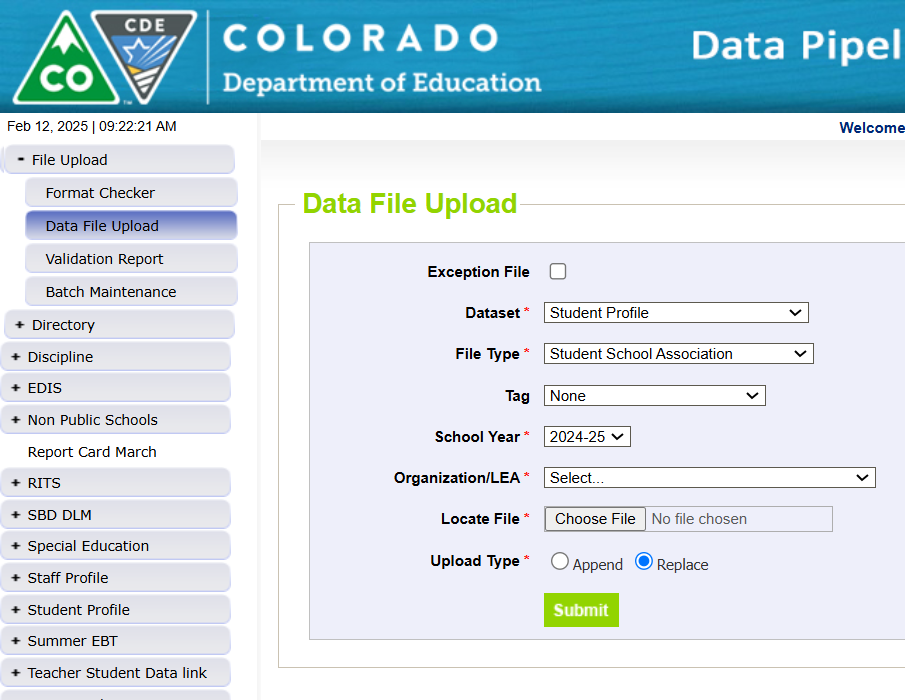 CDE
CO
COLORADO
Department of Education
Data Pipel
Feb 12, 2025 | 09:22:21 AM
Welcome
- File Upload
Format Checker
Data File Upload
Validation Report
Batch Maintenance
+ Directory
+ Discipline
+ EDIS
+ Non Public Schools
Report Card March
+ RITS
+ SBD DLM
+ Special Education
+ Staff Profile
+ Student Profile
+ Summer EBT
+ Teacher Student Data link
Data File Upload
Exception File
Dataset * Student Profile
File Type * Student School Association
Tag None
School Year * 2024-25
Organization/LEA * Select...
Locate File * Choose File No file chosen
Upload Type * Append Replace
Submit